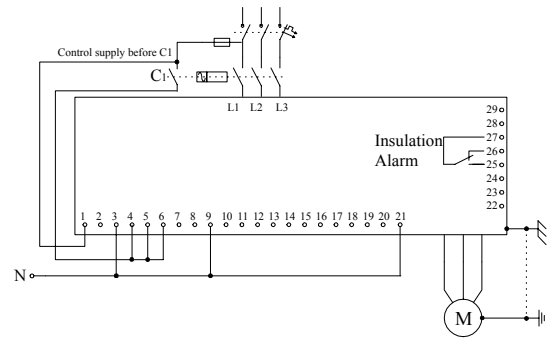 Control supply before C1
C1
L1 L2 L3
29
28
Insulation 27
Alarm 26
25
24
23
22
1 2 3 4 5 6 7 8 9 10 11 12 13 14 15 16 17 18 19 20 21
N
M